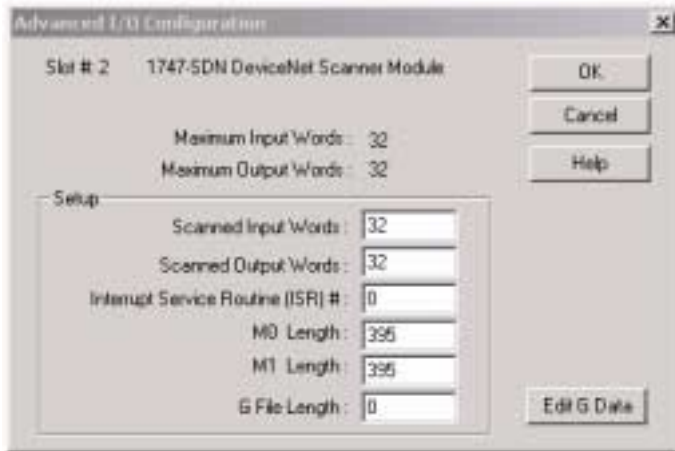 Advanced I/O Configuration
Slot #: 2 1747-SDN DeviceNet Scanner Module
OK
Cancel
Help
Maximum Input Words : 32
Maximum Output Words : 32
Setup
Scanned Input Words : 32
Scanned Output Words : 32
Interrupt Service Routine (ISR) # : 0
M0 Length : 395
M1 Length : 395
G File Length : 0
Edit G Data